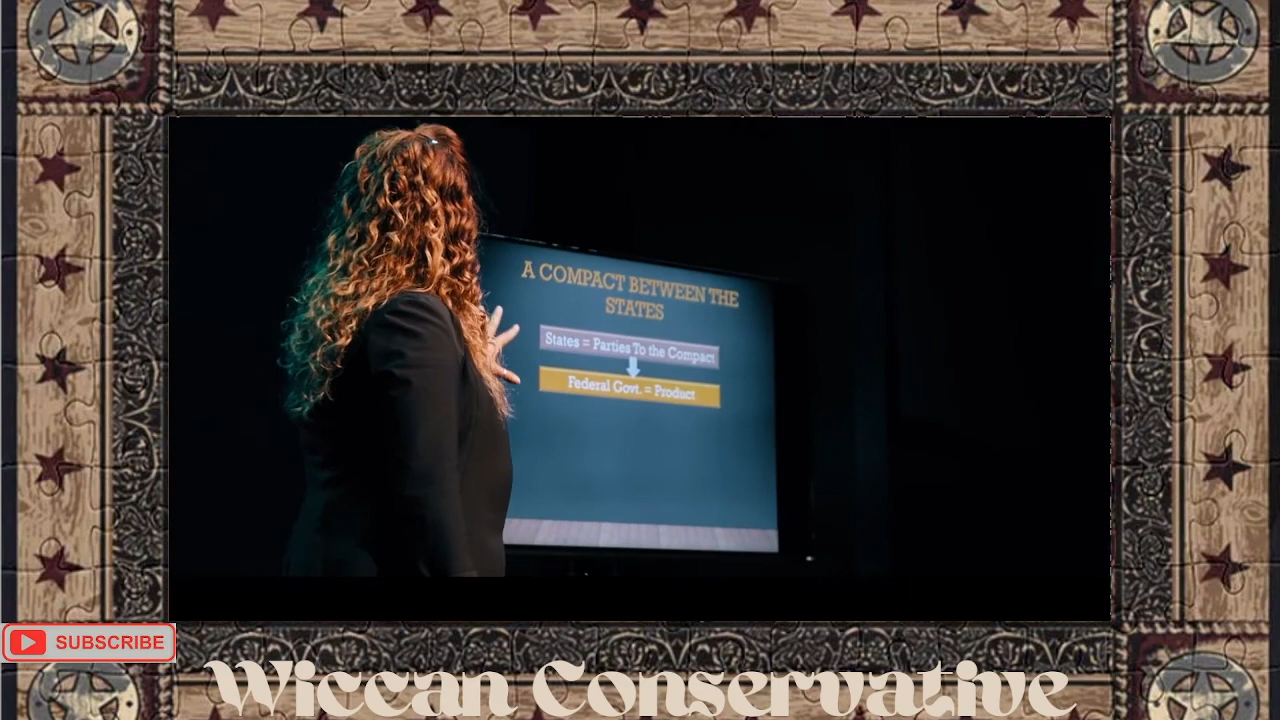 A COMPACT BETWEEN THE
STATES
States = Parties To the Compact
Federal Govt. = Product
SUBSCRIBE
Wiccan Conservative